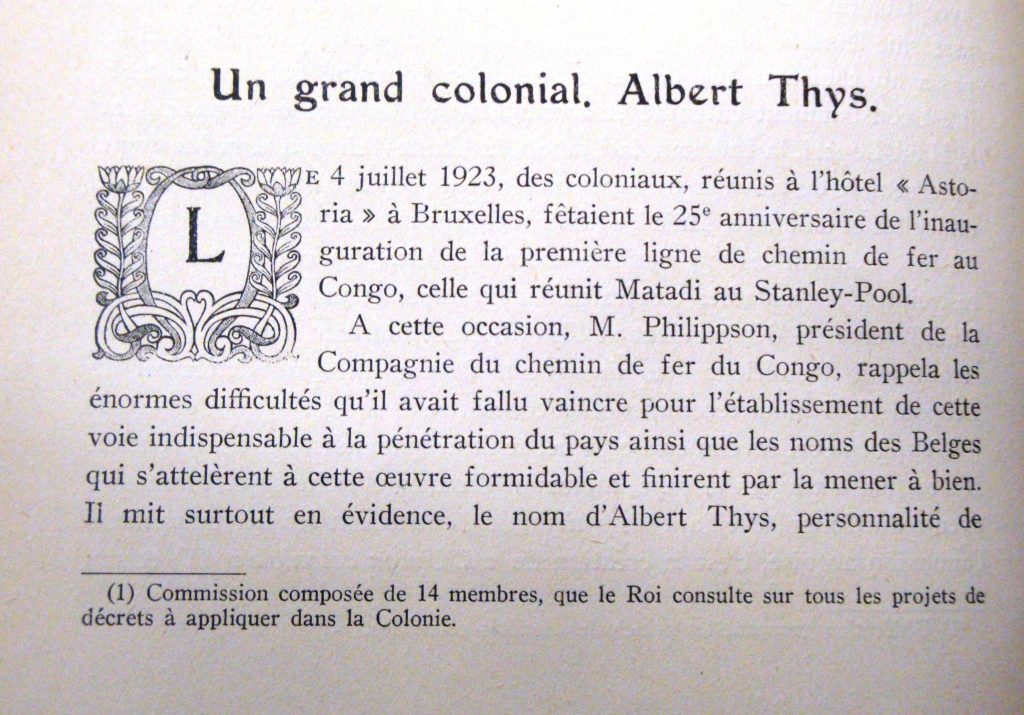 Un grand colonial. Albert Thys.
LE 4 juillet 1923, des coloniaux, réunis à l'hôtel « Asto-
ria » à Bruxelles, fêtaient le 25e anniversaire de l'inau-
guration de la première ligne de chemin de fer au
Congo, celle qui réunit Matadi au Stanley-Pool.
A cette occasion, M. Philippson, président de la
Compagnie du chemin de fer du Congo, rappela les
énormes difficultés qu'il avait fallu vaincre pour l'établissement de cette
voie indispensable à la pénétration du pays ainsi que les noms des Belges
qui s'attelèrent à cette œuvre formidable et finirent par la mener à bien.
Il mit surtout en évidence, le nom d'Albert Thys, personnalité de
(1) Commission composée de 14 membres, que le Roi consulte sur tous les projets de
décrets à appliquer dans la Colonie.